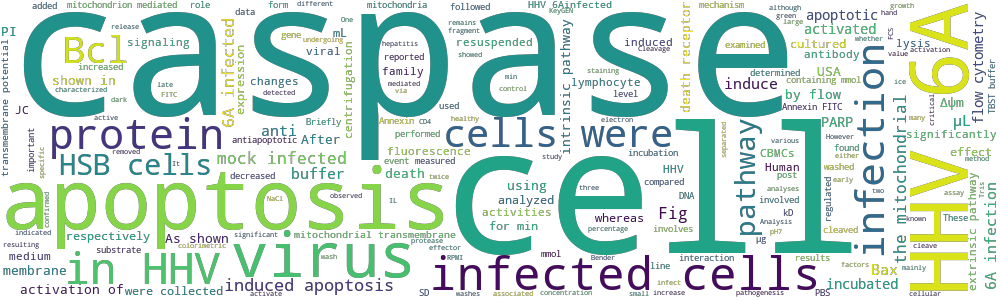 caspase
cell
apoptosis
HHV 6A
virus
infected cells
infection
protein
cells were
in HHV
pathway
HSB cells
Bcl
Bax
6A infected
6A infection
mock infected
induced apoptosis
As shown
activation of
were collected
respectively
mitochondrial transmembrane
transmembrane potential
the mitochondrial
intrinsic pathway
extrinsic pathway
death receptor
flow cytometry
by flow
significantly
incubated
activated
apoptotic
signaling
mechanism
lymphocyte
induce
induced
interaction
cultured
antibody
containing mmol
USA
lysis
PARP
CBMCs
Human
Fig
whereas
using
analyzed
activities
for min
buffer
death
fluorescence
After
anti
changes
shown in
viral
family
resuspended
followed
HHV 6Ainfected
mitochondria
mitochondrion mediated
role
added
form
data
PI
JC
mL
μL
μg
kD
DNA
HHV
PBS
SD
mmol
Δψm
effect
TBST buffer
Annexin FITC
Annexin
CD4
centrifugation
expression
membrane
medium
substrate
resulting
important
specific
indicated
confirmed
removed
colorimetric
NaCl
IL
It
observed
decreased
measured
event
twice
performed
Briefly
antiapoptotic
increased
characterized
detected
dark
late
FITC
active
gene
One
release
undergoing
different
hepatitis
reported
mediated
via
showed
control
min
used
level
healthy
staining
electron
study
incubation
compared
three
involves
percentage
protease
effector
RPMI
wash
activate
significant
washes
associated
concentration
small
increase
infect
line
Bender
pathogenesis
pH7
Analysis
various
post
analyses
involved
separated
regulated
cleaved
cleave
results
factors
known
many
mainly
cellular
These
assay
Tris
method
critical
ice
value
activation
FCS
growth
hand
large
green
although
whether
examined
determined
remains
fragment
Cleavage
KeyGEN
However
found
either
washed
early
two